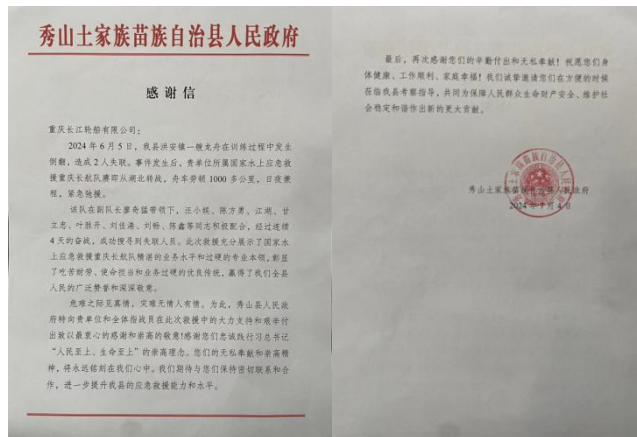 秀山土家族苗族自治县人民政府
感谢信
重庆长江轮船有限公司：
2024年6月5日，我县洪安镇一艘龙舟在训练过程中发生
倒翻，造成2人失联。事件发生后，贵单位所属国家水上应急救
援重庆长航队赓即从湖北转战，舟车劳顿1000多公里，日夜兼
程，紧急驰援。
该队在副队长廖奇猛带领下，汪小媄、陈方勇、江湖、甘
立志、叶胜丹、刘佳潇、刘畅、陈鑫等同志积极配合，经过连续
4天的奋战，成功搜寻到失联人员。此次救援充分展示了国家水
上应急救援重庆长航队精湛的业务水平和过硬的专业本领，彰显
了吃苦耐劳、使命担当和业务过硬的优良传统，赢得了我们全县
人民的广泛赞誉和深深敬意。
危难之际见真情，灾难无情人有情。为此，秀山县人民政
府特向贵单位和全体指战员在此次救援中的大力支持和艰辛付
出致以最衷心的感谢和崇高的敬意!感谢您们忠诚践行习总书记
“人民至上、生命至上”的崇高理念。您们的无私奉献和崇高精
神，将永远铭刻在我们心中。我们期待与您们保持密切联系和合
作，进一步提升我县的应急救援能力和水平。
最后，再次感谢您们的辛勤付出和无私奉献！祝愿您们身
体健康、工作顺利、家庭幸福！我们诚挚邀请您们在方便的时候
莅临我县考察指导，共同为保障人民群众生命财产安全、维护社
会稳定和谐作出新的更大贡献。
秀山土家族苗族自治县人民政府
2024年7月4日